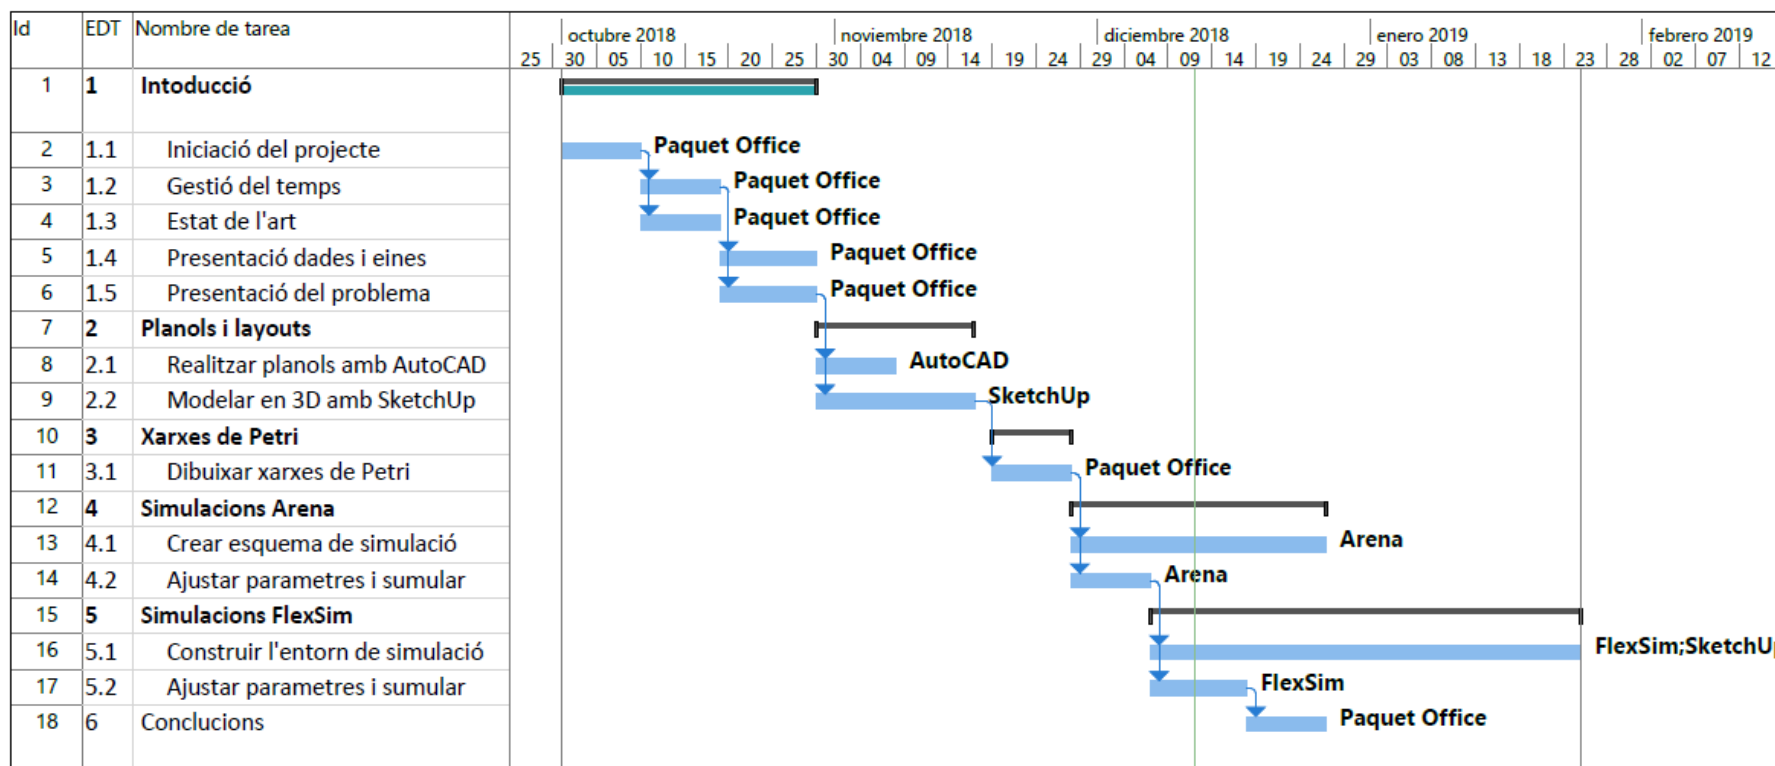 Id EDT Nombre de tarea octubre 2018 noviembre 2018 diciembre 2018 enero 2019 febrero 2019
25 30 05 10 15 20 25 30 04 09 14 19 24 29 04 09 14 19 24 29 03 08 13 18 23 28 02 07 12
1 1 Intoducció
2 1.1 Iniciació del projecte Paquet Office
3 1.2 Gestió del temps Paquet Office
4 1.3 Estat de l'art Paquet Office
5 1.4 Presentació dades i eines Paquet Office
6 1.5 Presentació del problema Paquet Office
7 2 Planols i layouts
8 2.1 Realitzar planols amb AutoCAD AutoCAD
9 2.2 Modelar en 3D amb SketchUp SketchUp
10 3 Xarxes de Petri
11 3.1 Dibuixar xarxes de Petri Paquet Office
12 4 Simulacions Arena
13 4.1 Crear esquema de simulació Arena
14 4.2 Ajustar parametres i sumular Arena
15 5 Simulacions FlexSim
16 5.1 Construir l'entorn de simulació FlexSim;SketchUp
17 5.2 Ajustar parametres i sumular FlexSim
18 6 Conclucions Paquet Office